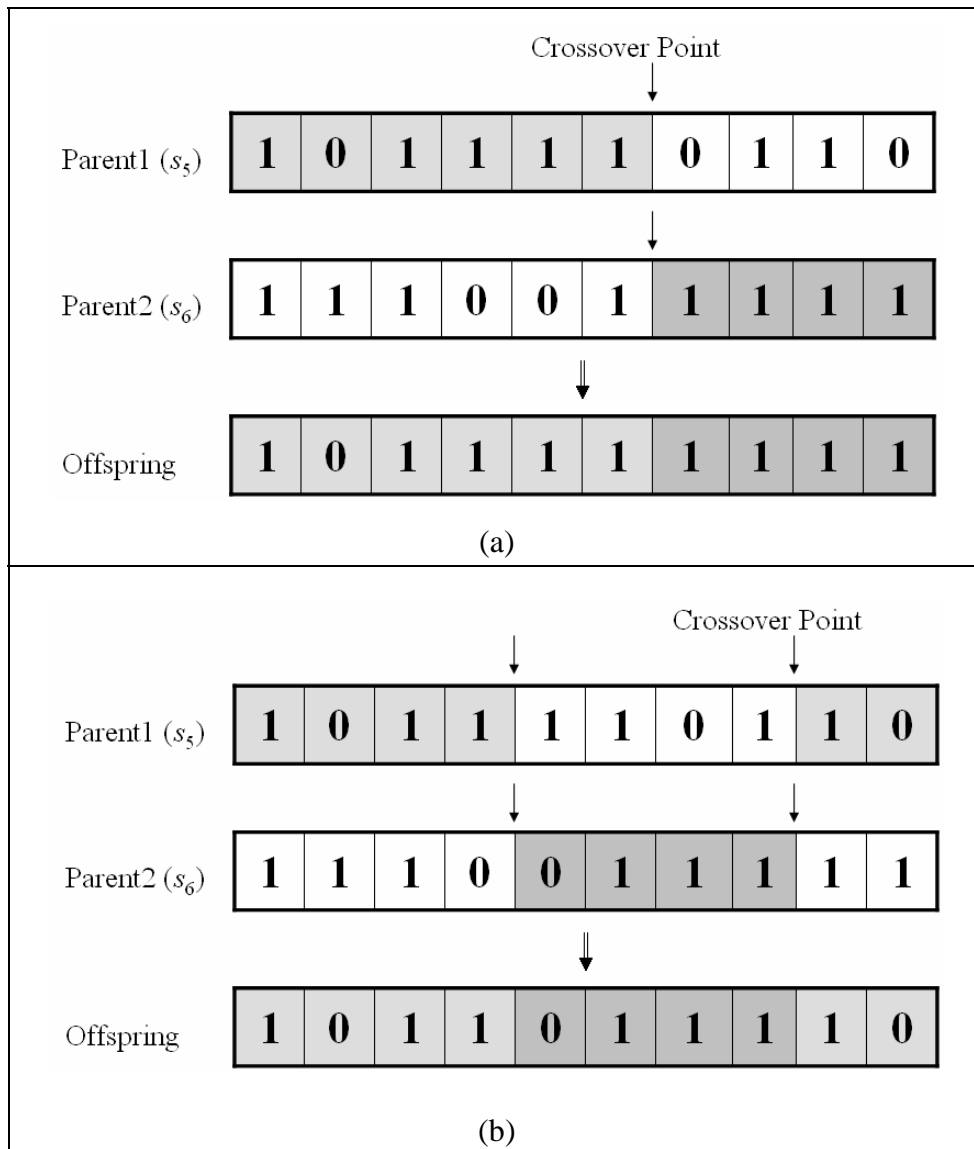 Crossover Point
Parent1 (s5) 1 0 1 1 1 1 0 1 1 0
Parent2 (s6) 1 1 1 0 0 1 1 1 1 1
Offspring 1 0 1 1 1 1 1 1 1 1
(a)
Crossover Point
Parent1 (s5) 1 0 1 1 1 1 0 1 1 0
Parent2 (s6) 1 1 1 0 0 1 1 1 1 1
Offspring 1 0 1 1 0 1 1 1 1 0
(b)